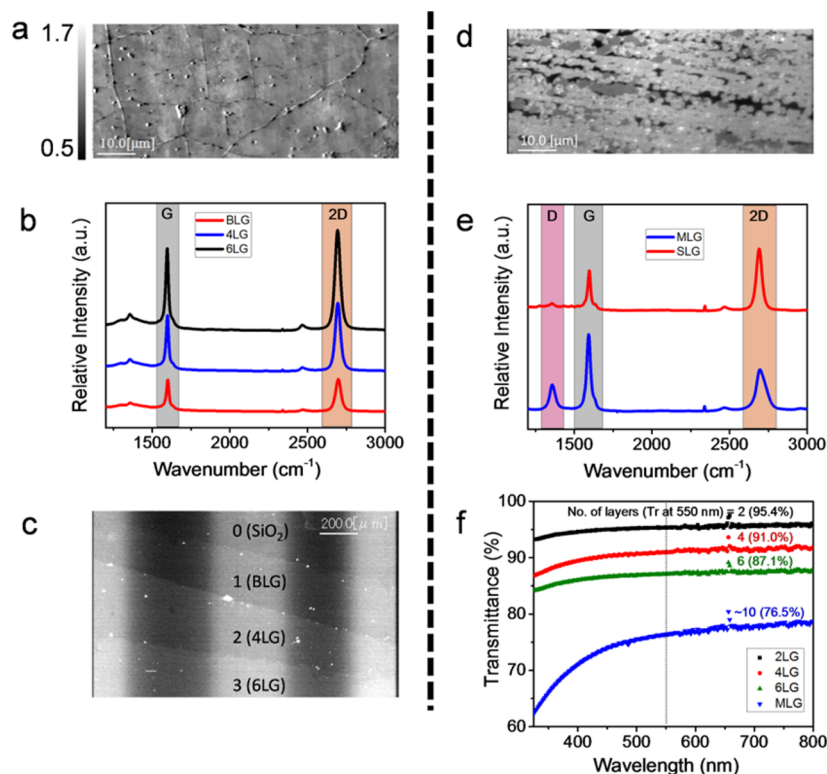 a
1.7
0.5
10.0[μm]
d
10.0 [μm]
b
Relative Intensity (a.u.)
G
2D
BLG
4LG
6LG
1500
2000
2500
3000
Wavenumber (cm⁻¹)
e
Relative Intensity (a.u.)
D
G
2D
MLG
SLG
1500
2000
2500
3000
Wavenumber (cm⁻¹)
c
200.0[μm]
0 (SiO₂)
1 (BLG)
2 (4LG)
3 (6LG)
f
Transmittance (%)
100
90
80
70
60
No. of layers (Tr at 550 nm) = 2 (95.4%)
4 (91.0%)
6 (87.1%)
~10 (76.5%)
2LG
4LG
6LG
MLG
400
500
600
700
800
Wavelength (nm)